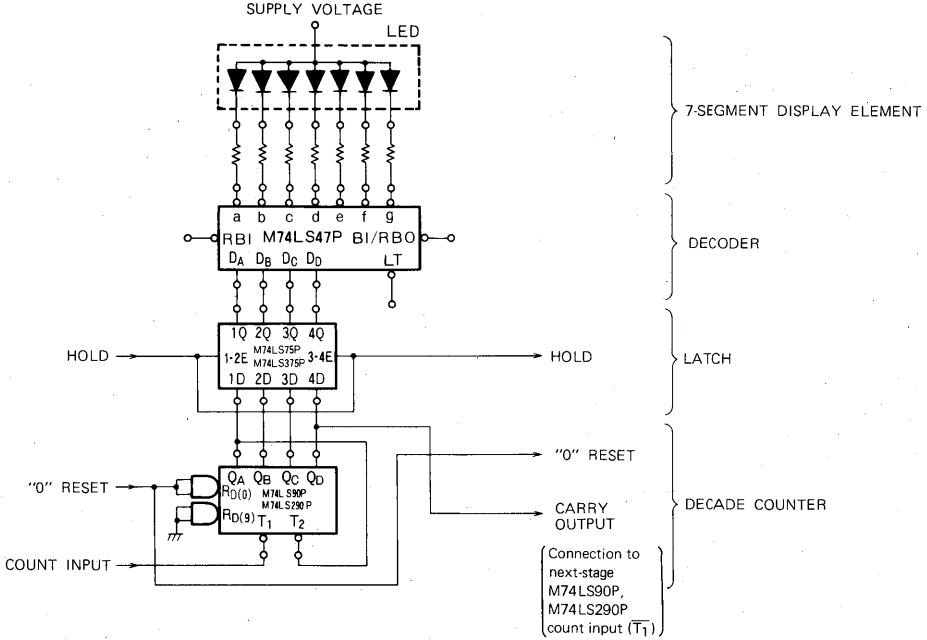 SUPPLY VOLTAGE
LED
7-SEGMENT DISPLAY ELEMENT
a b c d e f g
RBI M74LS47P BI/RBO
DA DB DC DD LT
DECODER
1Q 2Q 3Q 4Q
HOLD
1-2E M74LS75P 3-4E
M74LS375P
HOLD
LATCH
1D 2D 3D 4D
"0" RESET
QA QB QC QD
"0" RESET
RD(0) M74LS90P
M74LS290P
RD(9) T1 T2
DECADE COUNTER
CARRY
OUTPUT
COUNT INPUT
(Connection to
next-stage
M74LS90P,
M74LS290P
count input (T̅1̅))